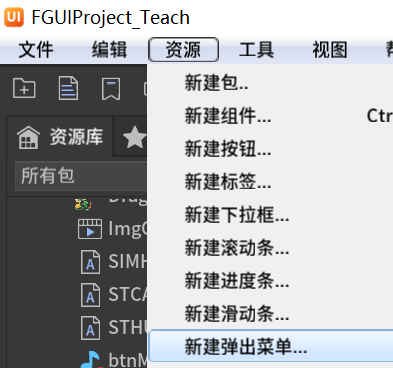 UI FGUIProject_Teach
文件 编辑 资源 工具 视图
新建包..
新建组件... Ctr
新建按钮...
资源库
新建标签...
所有包
新建下拉框...
ImgC
新建滚动条...
SIMH
新建进度条...
STCA
新建滑动条...
STHU
新建弹出菜单...
btnM